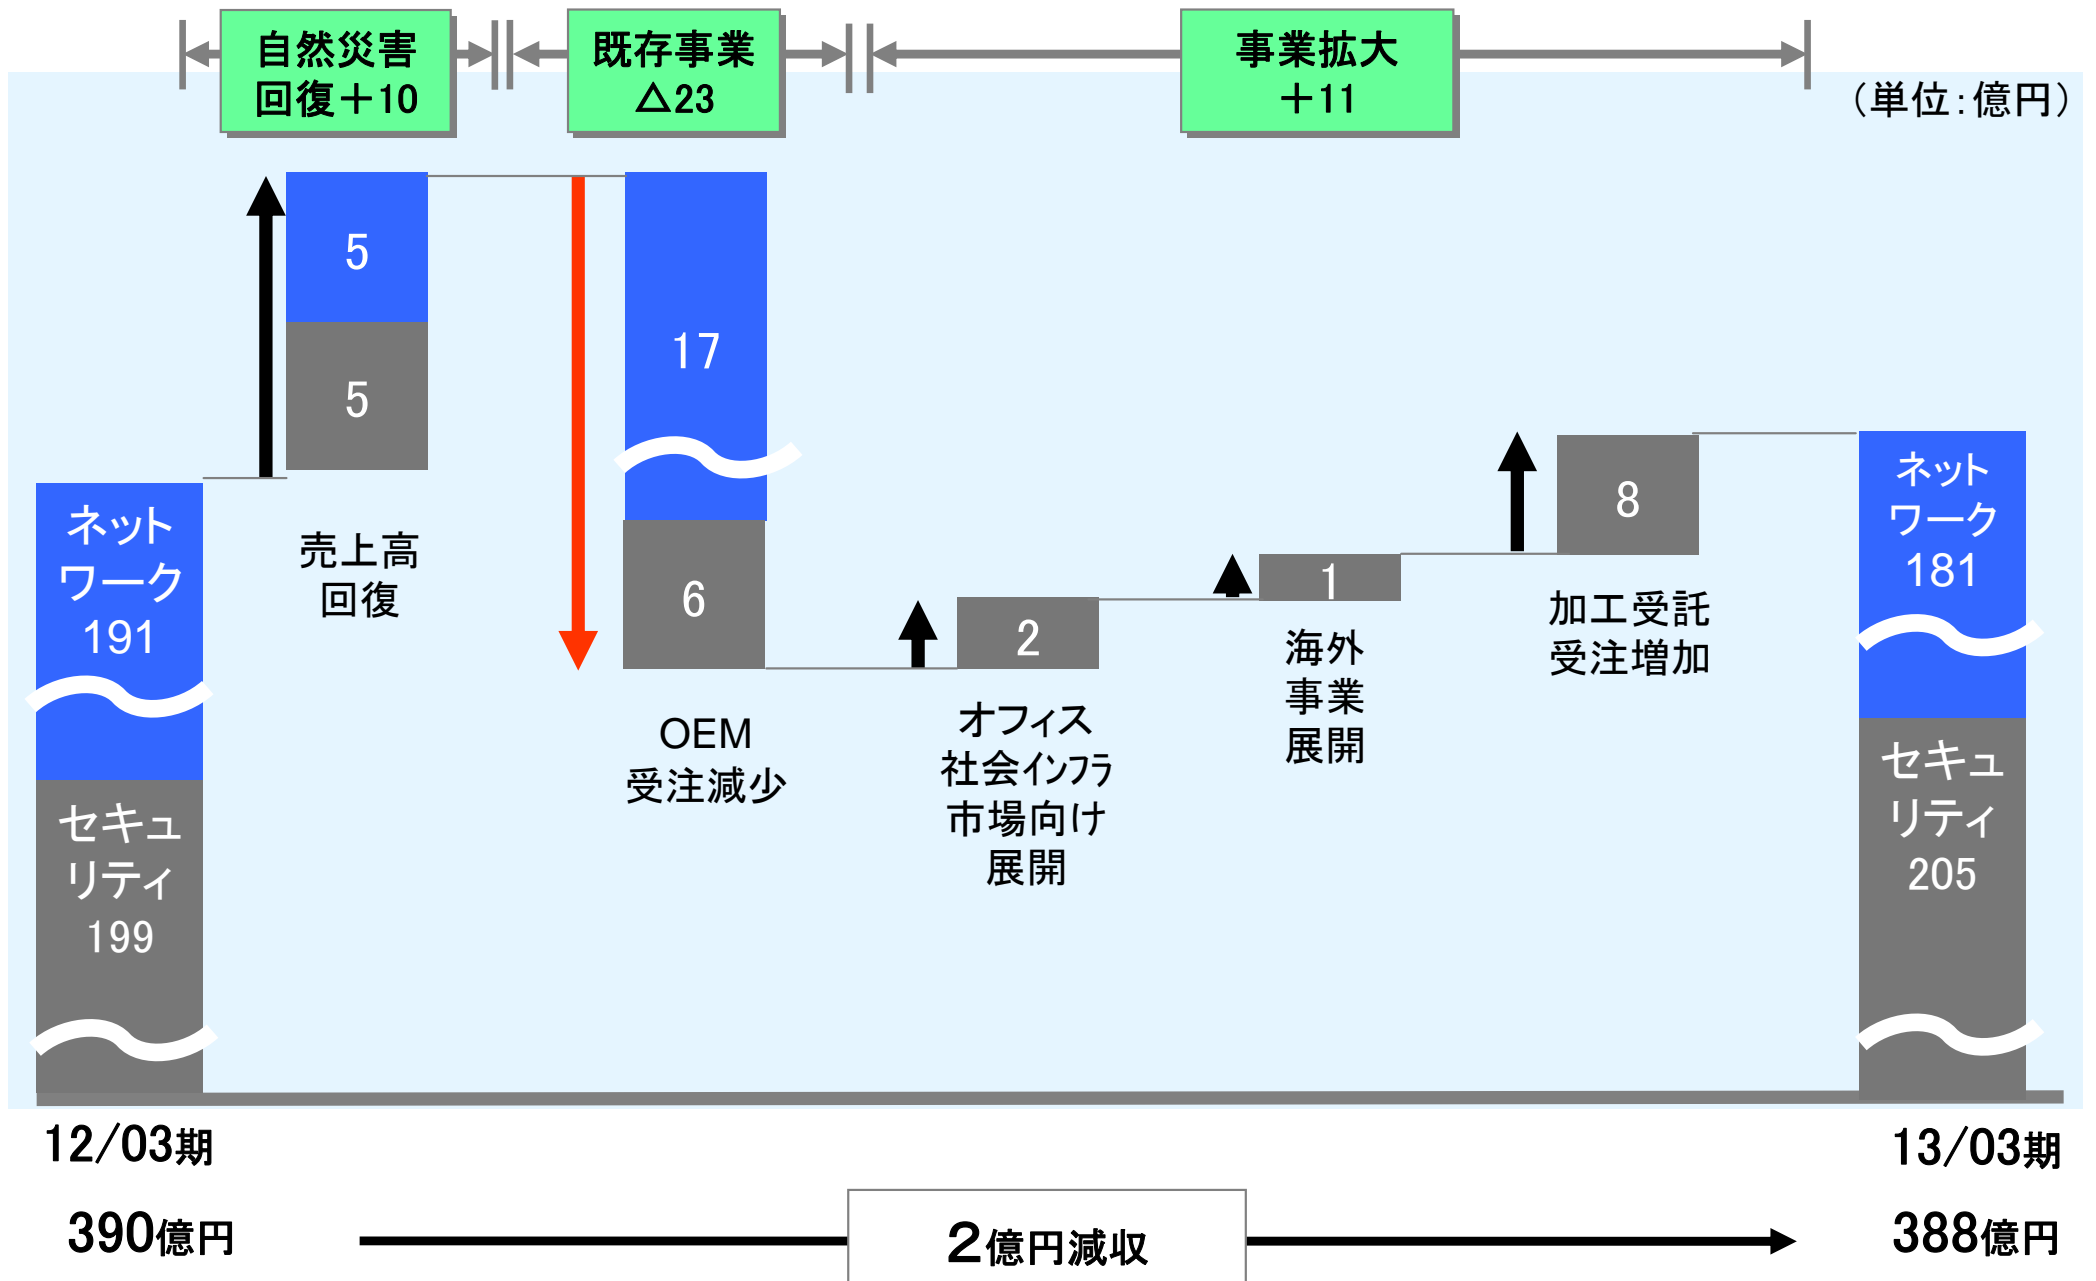 自然災害
回復＋10
既存事業
△23
事業拡大
＋11
（単位：億円）
5
5
売上高
回復
17
6
OEM
受注減少
2
オフィス
社会インフラ
市場向け
展開
1
海外
事業
展開
8
加工受託
受注増加
ネット
ワーク
191
セキュ
リティ
199
ネット
ワーク
181
セキュ
リティ
205
12/03期
13/03期
390億円
2億円減収
388億円